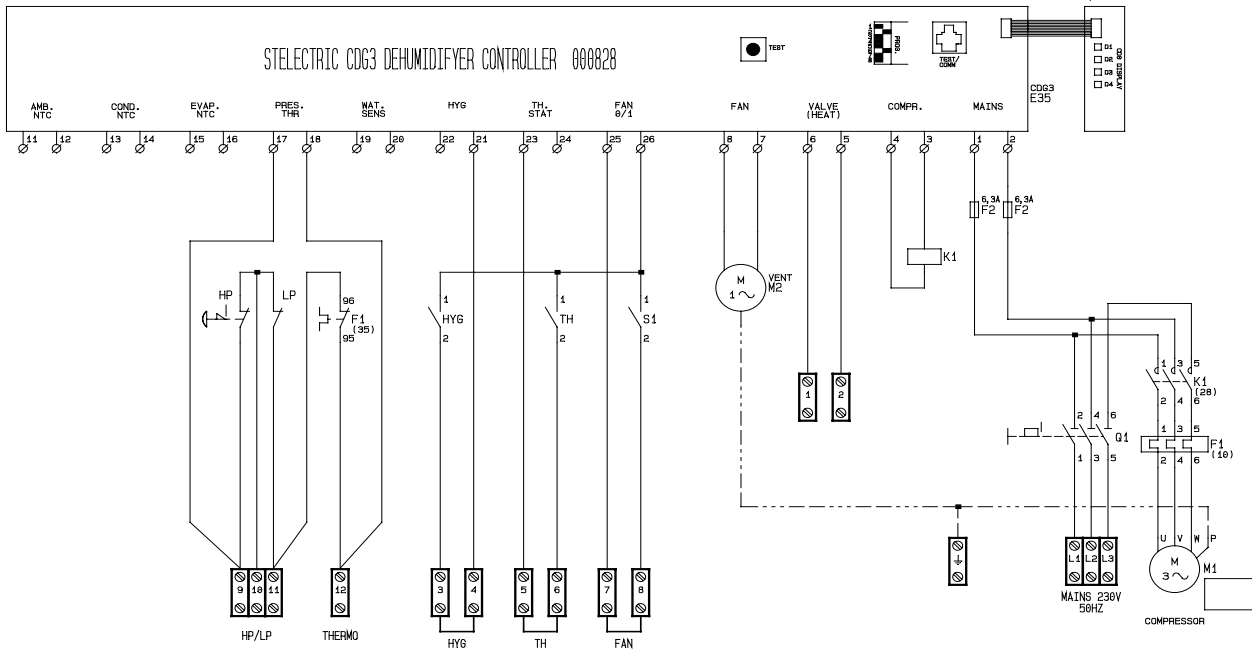 STELECTRIC CDG3 DEHUMIDIFYER CONTROLLER 000828
TEST
PROG.
TEST/
COMM
D1
D2
D3
D4
CD8 DISPLAY
CDG3
E35
AMB.
NTC
COND.
NTC
EVAP.
NTC
PRES.
THR
WAT.
SENS
HYG
TH.
STAT
FAN
0/1
FAN
VALVE
(HEAT)
COMPR.
MAINS
11 12 13 14 15 16 17 18 19 20 22 21 23 24 25 26 8 7 6 5 4 3 1 2
6,3A
F2
6,3A
F2
K1
M
1
VENT
M2
HP
LP
96
F1
(35)
95
1
HYG
2
1
TH
2
1
S1
2
1
2
1 3 5
K1
(28)
2 4 6
2 4 6
Q1
1 3 5
1 3 5
F1
(10)
2 4 6
U V W P
M
3
M1
L1 L2 L3
MAINS 230V
50HZ
COMPRESSOR
9 10 11
HP/LP
12
THERMO
3 4
HYG
5 6
TH
7 8
FAN